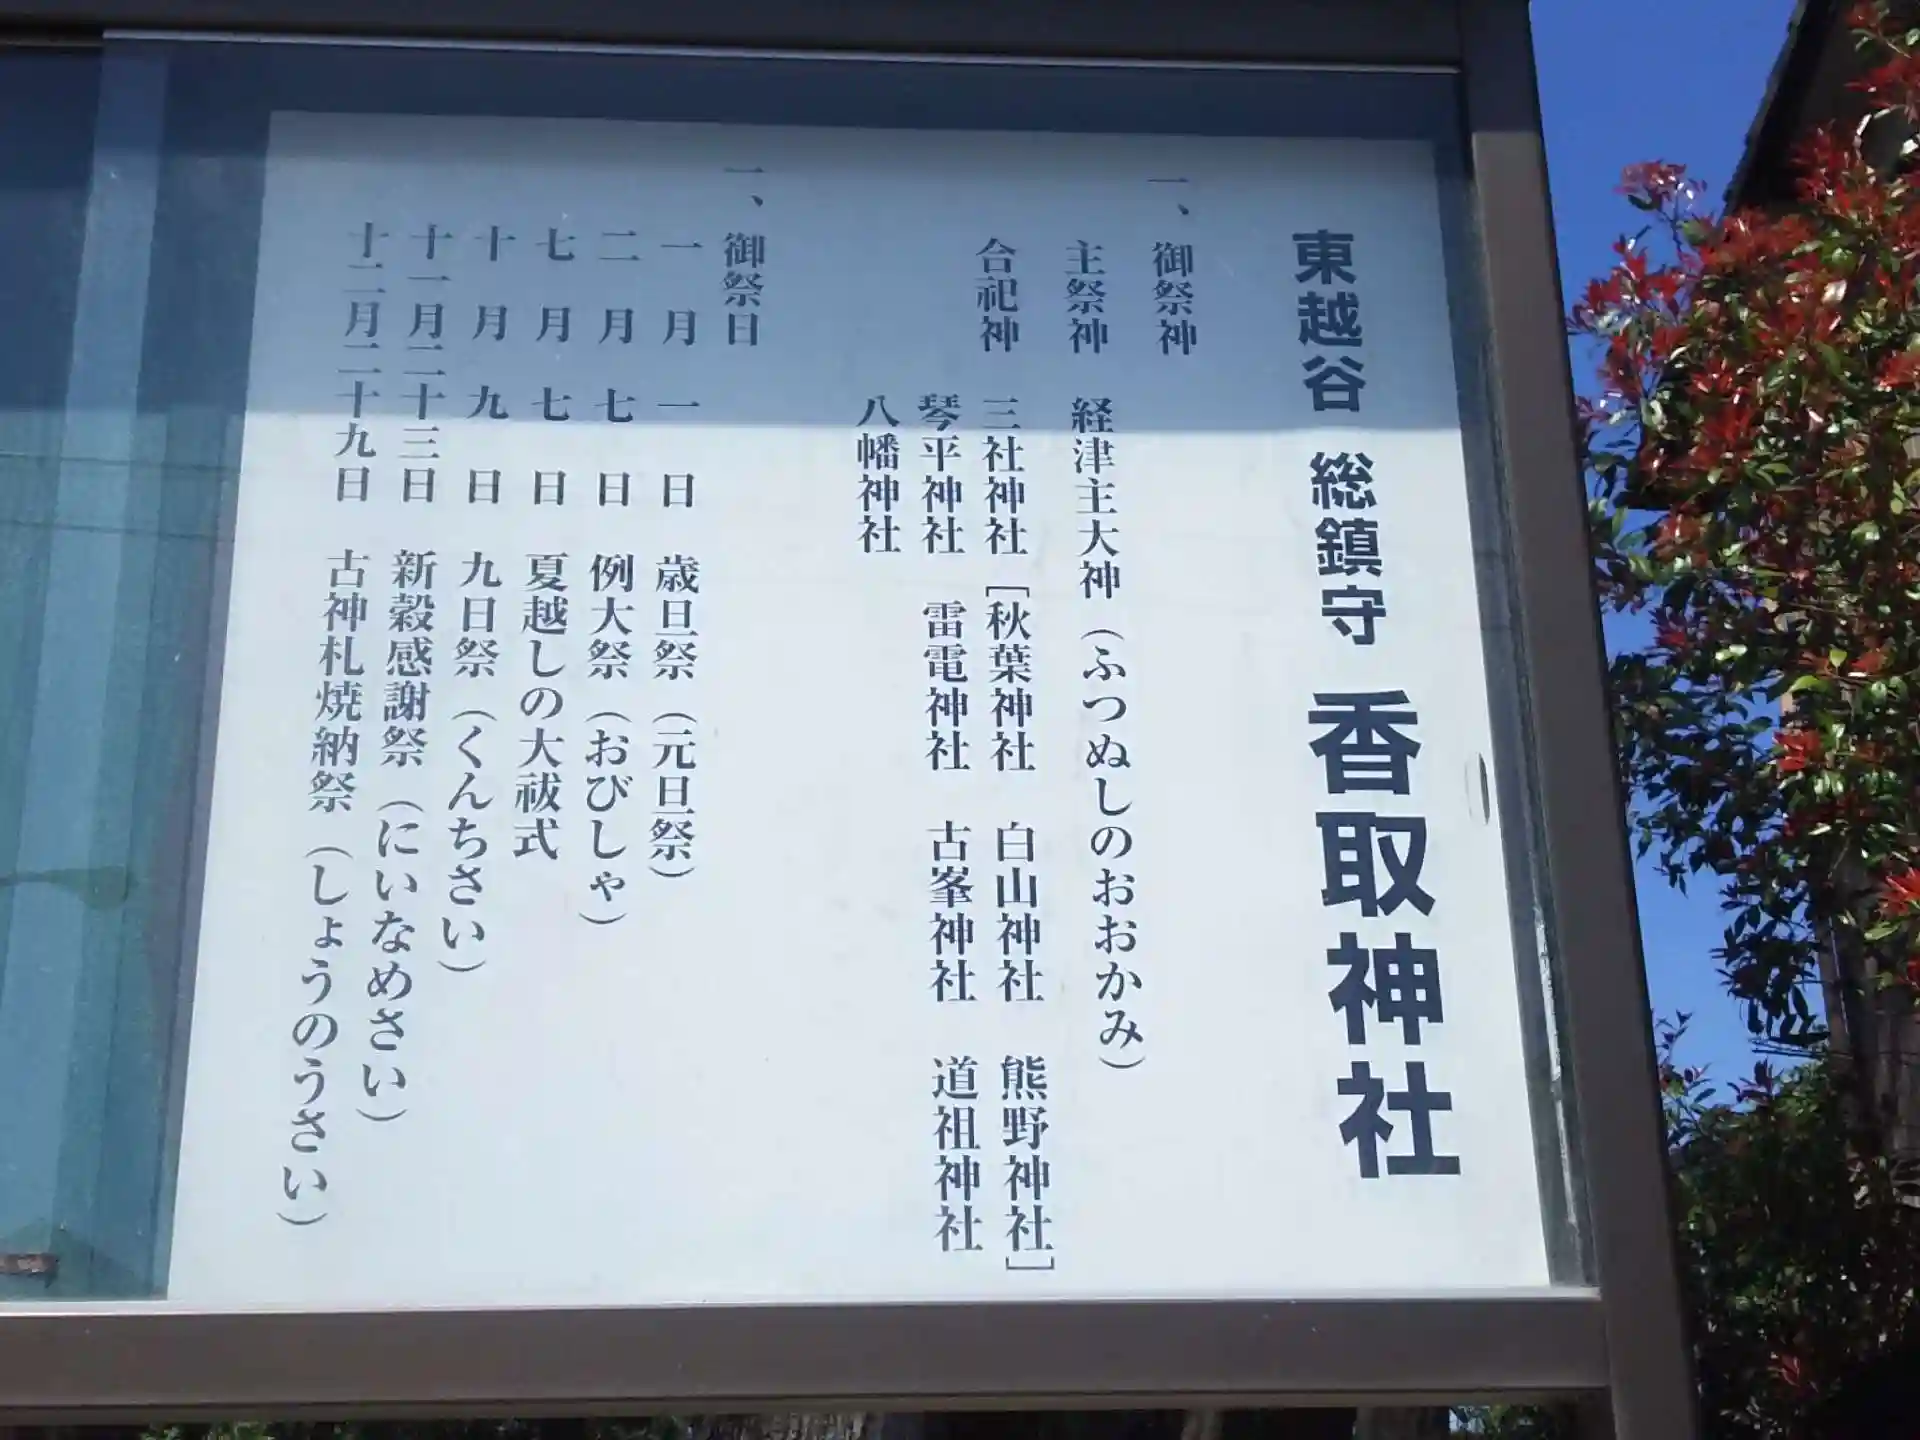 東越谷 総鎮守 香取神社
一、御祭神
主祭神 経津主大神（ふつぬしのおおかみ）
合祀神 三社神社［秋葉神社 白山神社 熊野神社］
琴平神社 雷電神社 古峯神社 道祖神社
八幡神社
一、御祭日
一月一日 歳旦祭（元旦祭）
二月七日 例大祭（おびしゃ）
七月七日 夏越しの大祓式
十月九日 九日祭（くんちさい）
十一月二十三日 新穀感謝祭（にいなめさい）
十二月二十九日 古神札焼納祭（しょうのうさい）